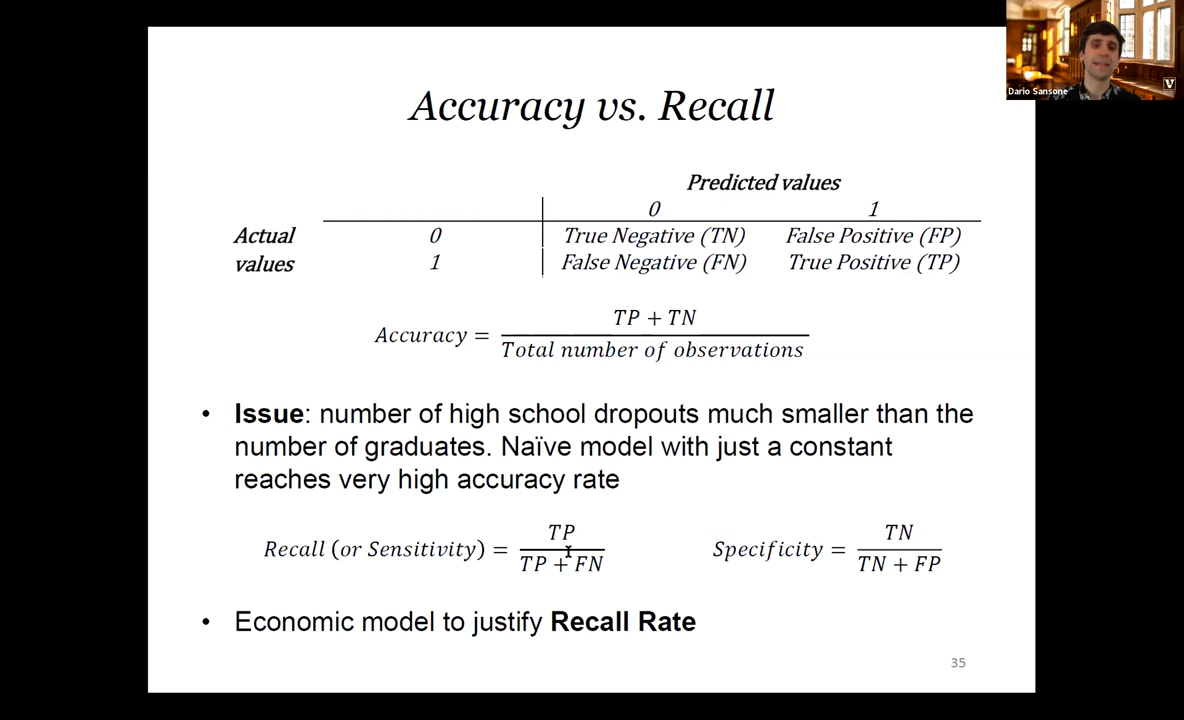 Dario Sansone
V
Accuracy vs. Recall
Predicted values
0 1
Actual 0 True Negative (TN) False Positive (FP)
values 1 False Negative (FN) True Positive (TP)
TP + TN
Accuracy =
Total number of observations
• Issue: number of high school dropouts much smaller than the
number of graduates. Naïve model with just a constant
reaches very high accuracy rate
TP TN
Recall (or Sensitivity) = Specificity =
TP + FN TN + FP
• Economic model to justify Recall Rate
35